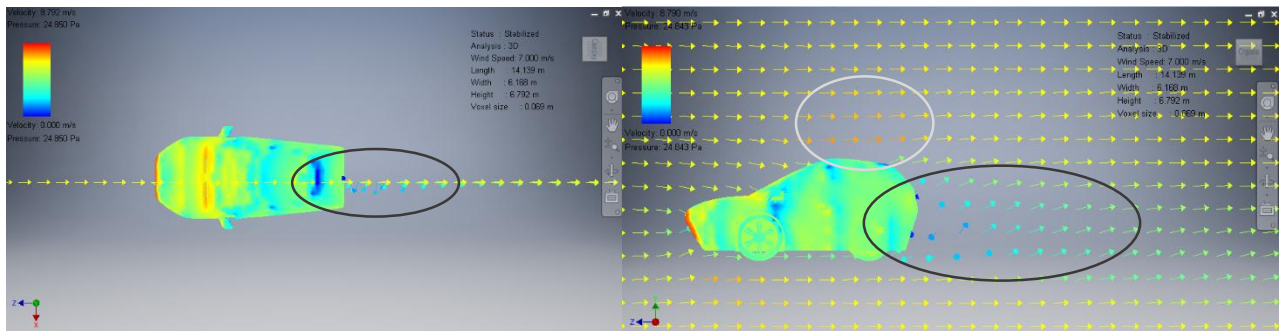 Velocity: 8.792 m/s
Pressure: 24.850 Pa
Velocity: 0.000 m/s
Pressure: 24.850 Pa
Status : Stabilized
Analysis : 3D
Wind Speed: 7.000 m/s
Length : 14.139 m
Width : 6.168 m
Height : 6.792 m
Voxel size : 0.069 m
Z
X
Velocity: 8.790 m/s
Pressure: 24.843 Pa
Velocity: 0.000 m/s
Pressure: 24.843 Pa
Status : Stabilized
Analysis : 3D
Wind Speed: 7.000 m/s
Length : 14.139 m
Width : 6.168 m
Height : 6.792 m
Voxel size : 0.069 m
Z